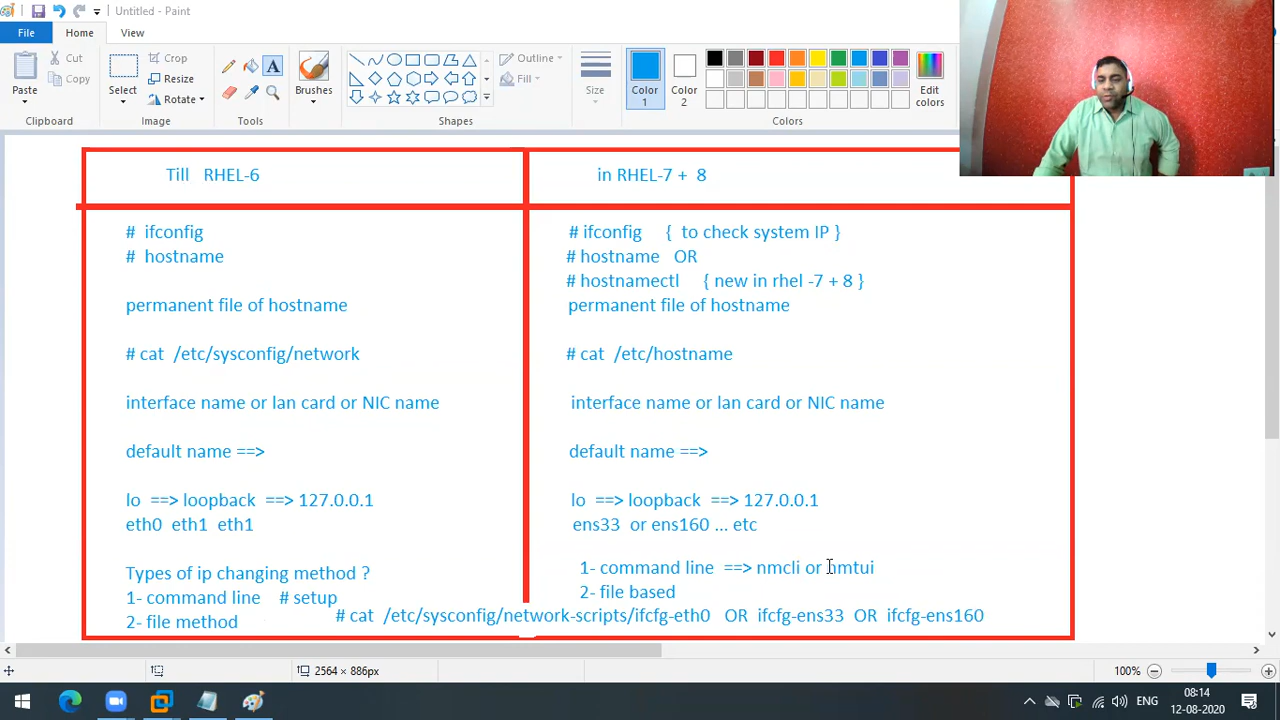 Untitled - Paint
File
Home
View
Paste
Cut
Copy
Clipboard
Select
Crop
Resize
Rotate
Image
A
Tools
Brushes
Outline
Fill
Shapes
Size
Color
1
Color
2
Edit
colors
Colors
Till RHEL-6
# ifconfig
# hostname
permanent file of hostname
# cat /etc/sysconfig/network
interface name or lan card or NIC name
default name ==>
lo ==> loopback ==> 127.0.0.1
eth0 eth1 eth1
Types of ip changing method ?
1- command line # setup
2- file method
in RHEL-7 + 8
# ifconfig { to check system IP }
# hostname OR
# hostnamectl { new in rhel -7 + 8 }
permanent file of hostname
# cat /etc/hostname
interface name or lan card or NIC name
default name ==>
lo ==> loopback ==> 127.0.0.1
ens33 or ens160 ... etc
1- command line ==> nmcli or nmtui
2- file based
# cat /etc/sysconfig/network-scripts/ifcfg-eth0 OR ifcfg-ens33 OR ifcfg-ens160
2564 × 886px
100%
ENG
08:14
12-08-2020